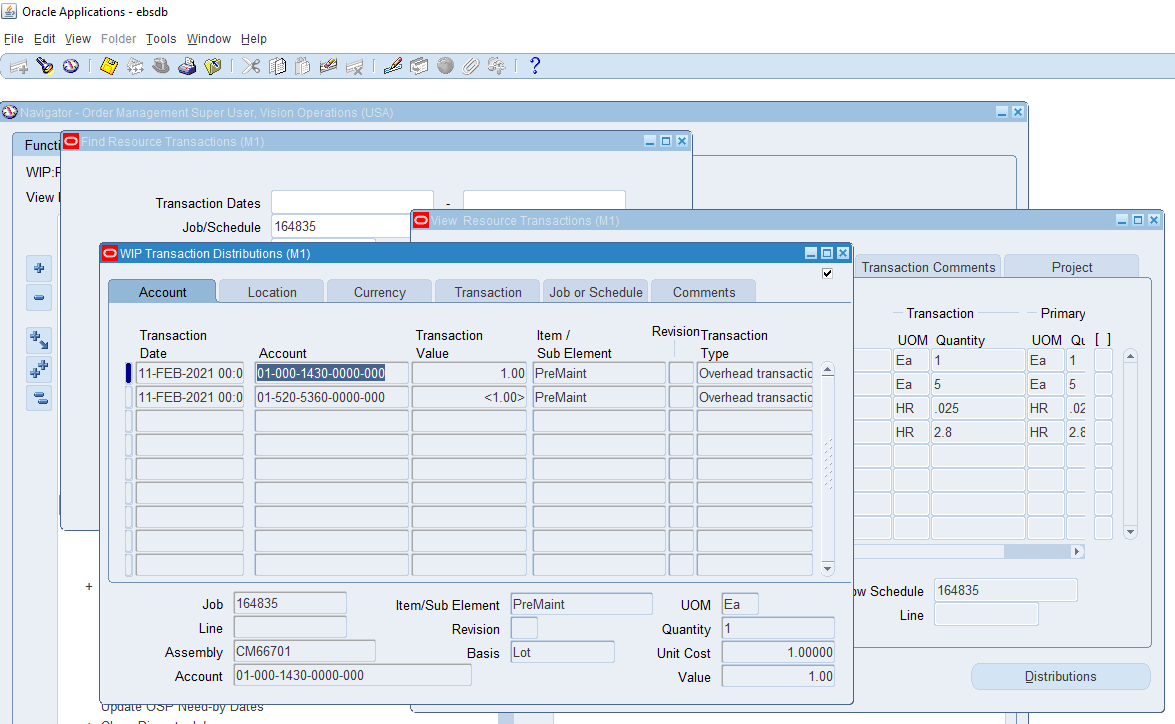 Oracle Applications - ebsdb
File Edit View Folder Tools Window Help
Navigator - Order Management Super User, Vision Operations (USA)
Functi
WIP:F
View
Find Resource Transactions (M1)
Transaction Dates -
Job/Schedule 164835
View Resource Transactions (M1)
Transaction Comments Project
Transaction Primary
UOM Quantity UOM Qu [ ]
Ea 1 Ea 1
Ea 5 Ea 5
HR .025 HR .02
HR 2.8 HR 2.8
ow Schedule 164835
Line
Distributions
WIP Transaction Distributions (M1)
Account Location Currency Transaction Job or Schedule Comments
Transaction Date Account Transaction Value Item / Sub Element Revision Transaction Type
11-FEB-2021 00:0 01-000-1430-0000-000 1.00 PreMaint Overhead transactic
11-FEB-2021 00:0 01-520-5360-0000-000 <1.00> PreMaint Overhead transactic
Job 164835 Item/Sub Element PreMaint UOM Ea
Line Revision Quantity 1
Assembly CM66701 Basis Lot Unit Cost 1.00000
Account 01-000-1430-0000-000 Value 1.00
+
Update OSP Need-by Dates